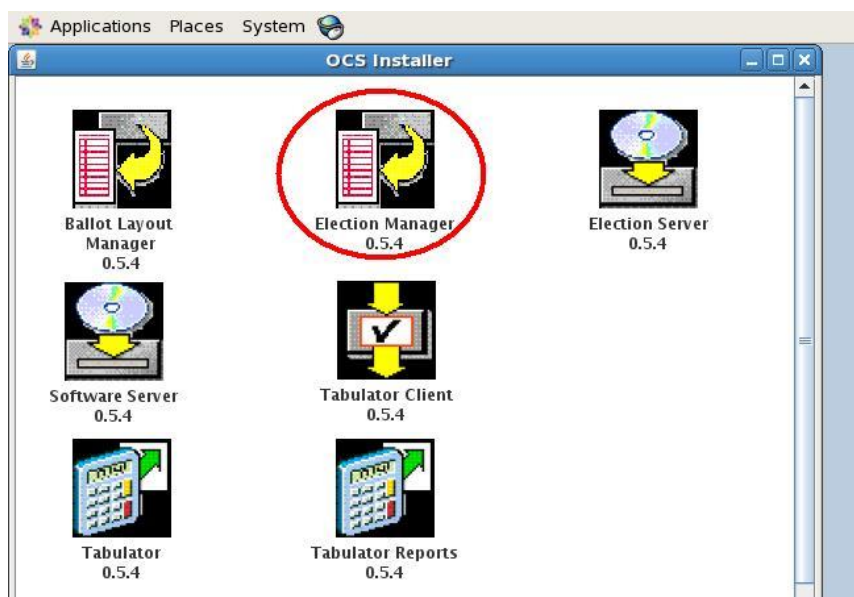 Applications Places System
OCS Installer
Ballot Layout
Manager
0.5.4
Election Manager
0.5.4
Election Server
0.5.4
Software Server
0.5.4
Tabulator Client
0.5.4
Tabulator
0.5.4
Tabulator Reports
0.5.4